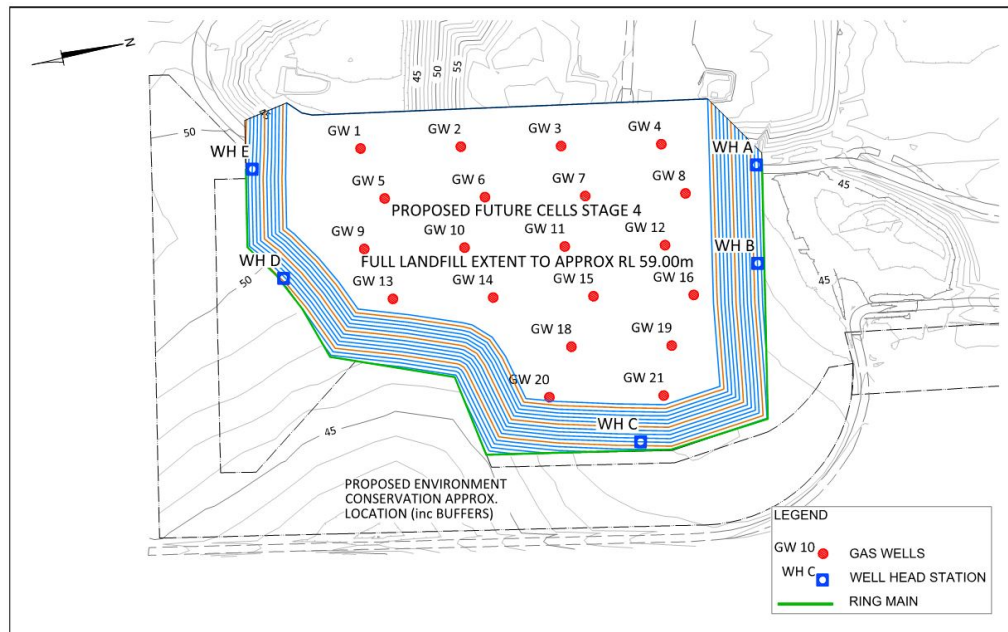 N
45
50
55
50
45
GW 1
GW 2
GW 3
GW 4
WH E
WH A
GW 5
GW 6
GW 7
GW 8
45
PROPOSED FUTURE CELLS STAGE 4
GW 9
GW 10
GW 11
GW 12
WH B
WH D
FULL LANDFILL EXTENT TO APPROX RL 59.00m
50
GW 13
GW 14
GW 15
GW 16
45
GW 18
GW 19
GW 20
GW 21
45
WH C
PROPOSED ENVIRONMENT
CONSERVATION APPROX.
LOCATION (inc BUFFERS)
LEGEND
GW 10
GAS WELLS
WH C
WELL HEAD STATION
RING MAIN